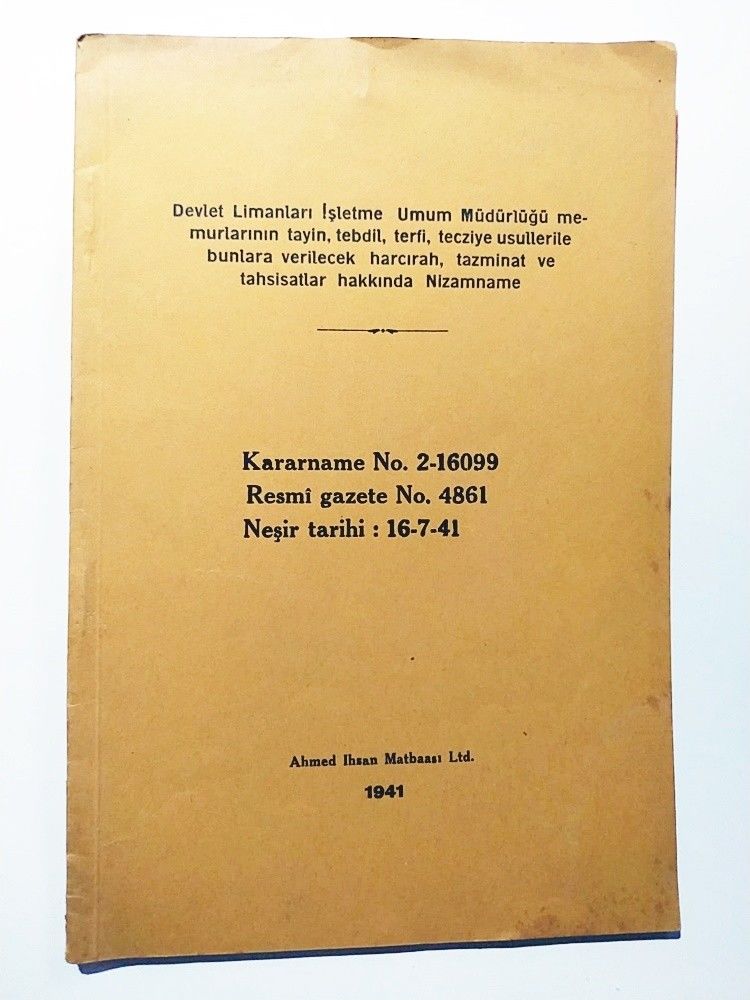 Devlet Limanları İşletme Umum Müdürlüğü me-
murlarının tayin, tebdil, terfi, tecziye usullerile
bunlara verilecek harcırah, tazminat ve
tahsisatlar hakkında Nizamname
Kararname No. 2-16099
Resmî gazete No. 4861
Neşir tarihi : 16-7-41
Ahmed Ihsan Matbaası Ltd.
1941